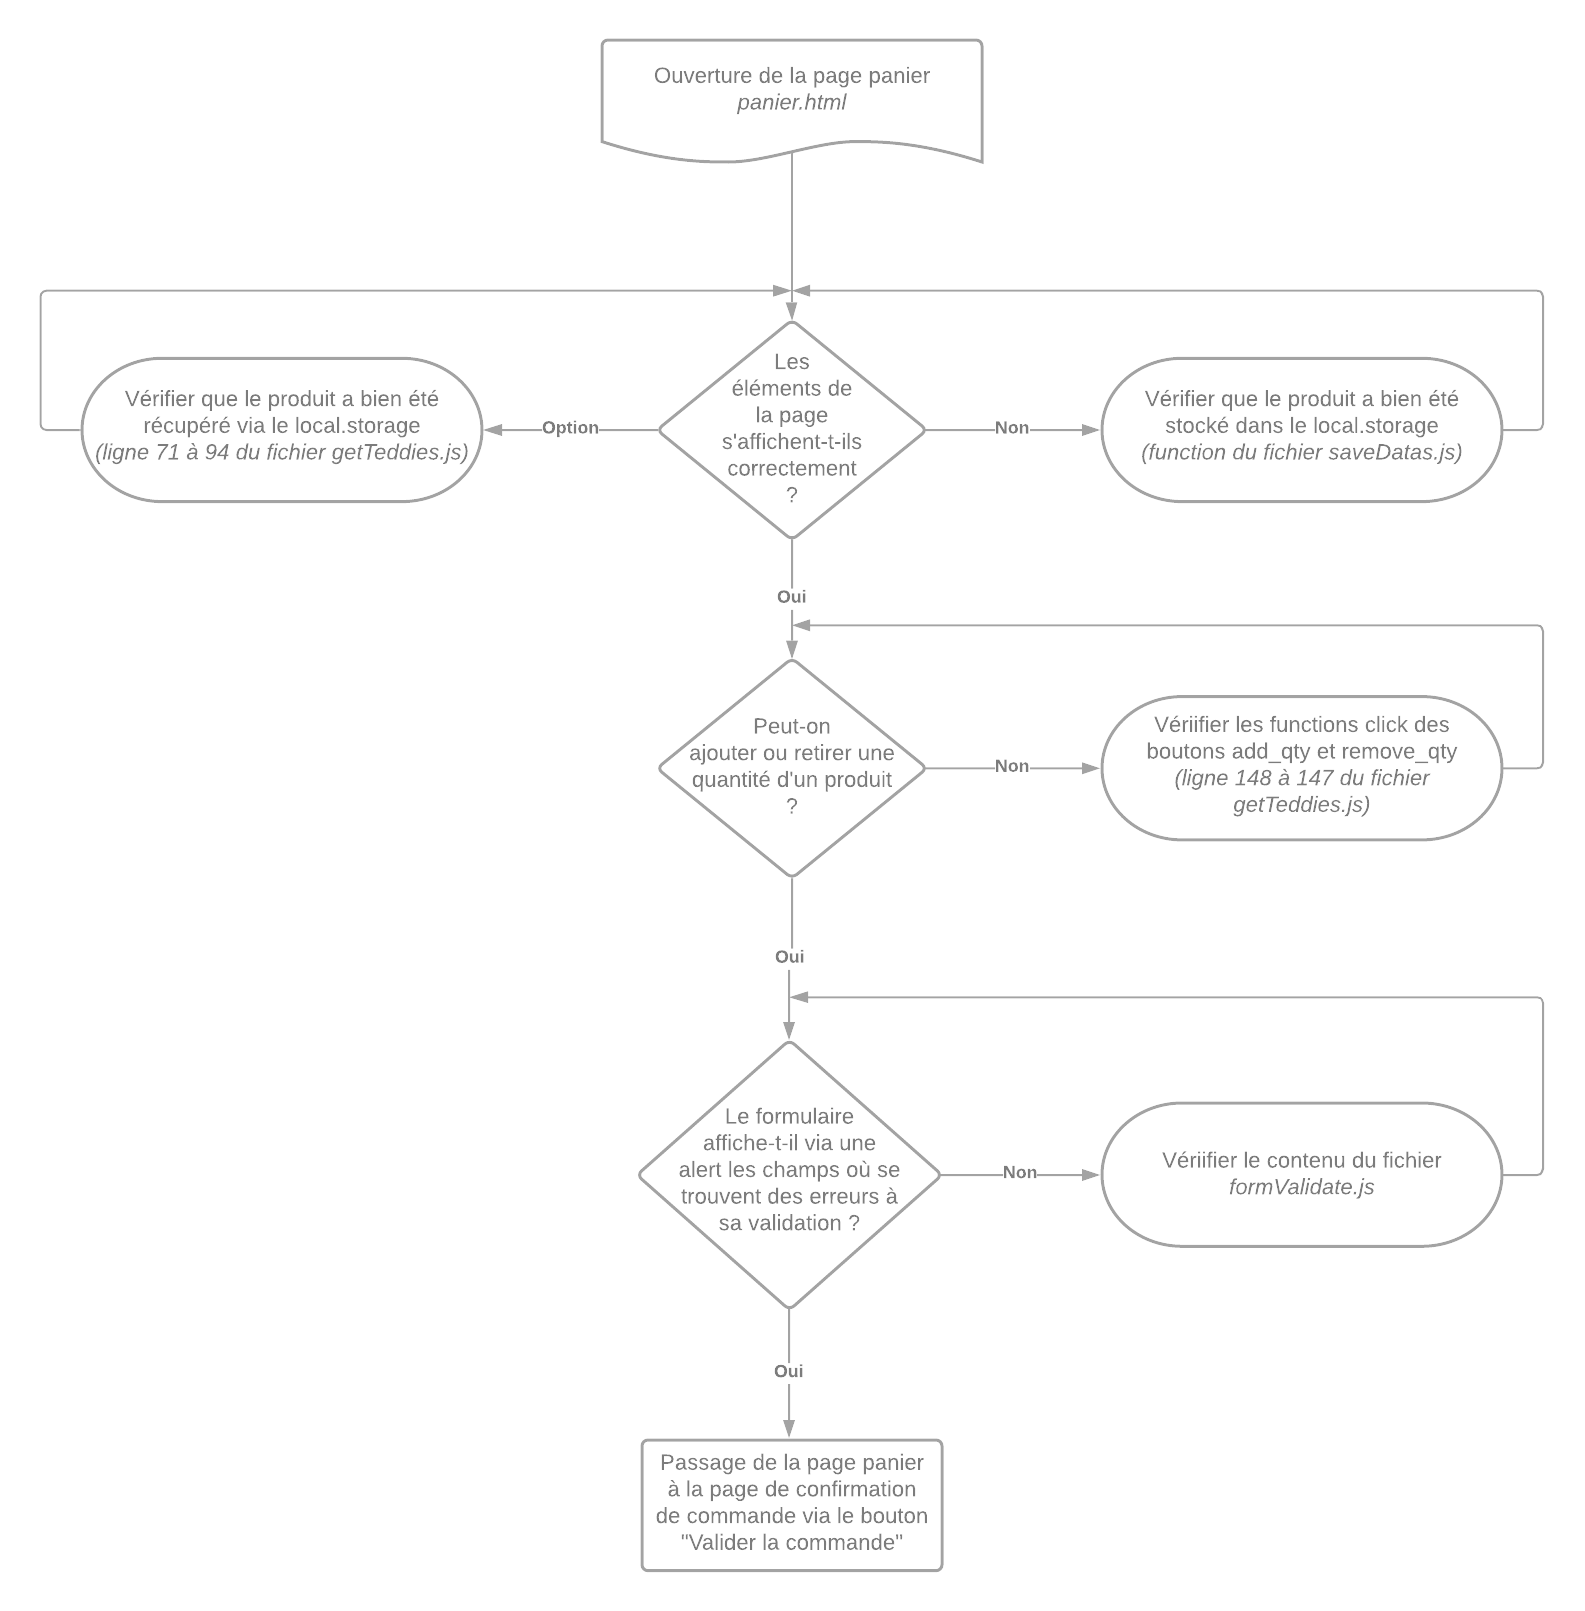 Ouverture de la page panier
panier.html
Vérifier que le produit a bien été
récupéré via le local.storage
(ligne 71 à 94 du fichier getTeddies.js)
Option
Les
éléments de
la page
s'affichent-t-ils
correctement
?
Non
Vérifier que le produit a bien été
stocké dans le local.storage
(function du fichier saveDatas.js)
Oui
Peut-on
ajouter ou retirer une
quantité d'un produit
?
Non
Vériifier les functions click des
boutons add_qty et remove_qty
(ligne 148 à 147 du fichier
getTeddies.js)
Oui
Le formulaire
affiche-t-il via une
alert les champs où se
trouvent des erreurs à
sa validation ?
Non
Vériifier le contenu du fichier
formValidate.js
Oui
Passage de la page panier
à la page de confirmation
de commande via le bouton
"Valider la commande"